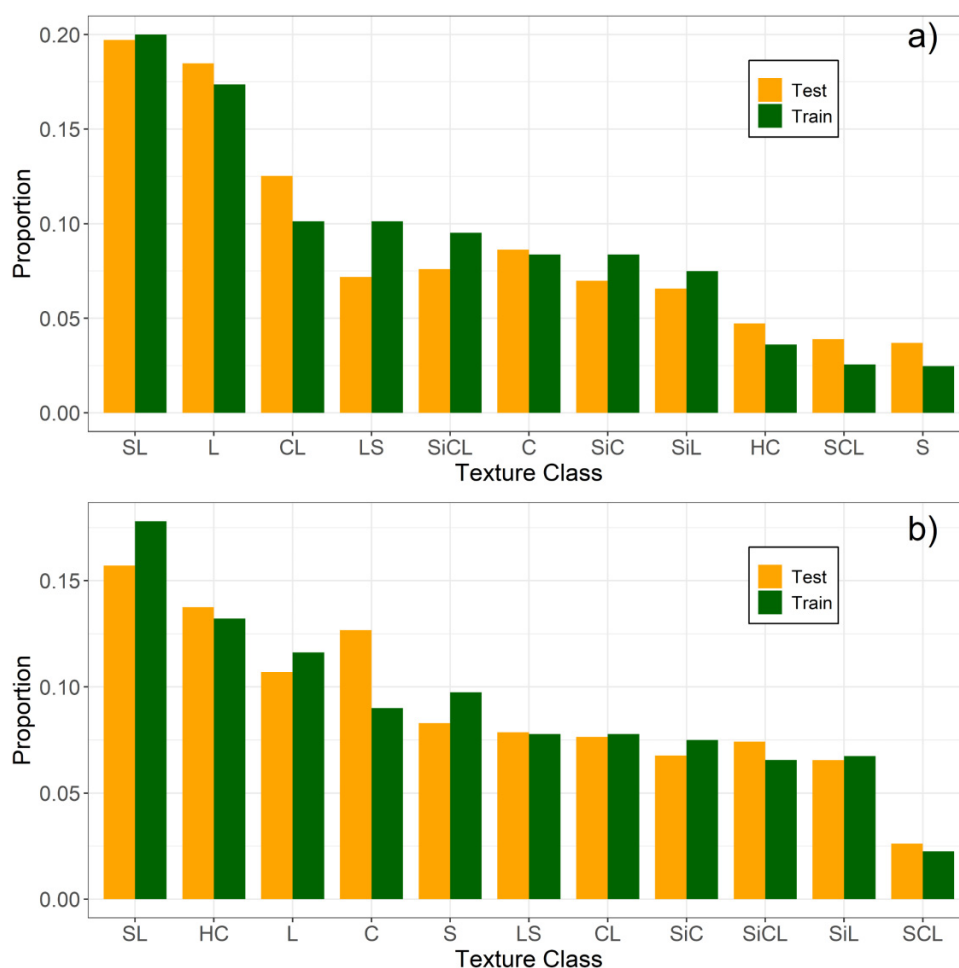 a)
Test
Train
0.20
0.15
0.10
0.05
0.00
Proportion
SL L CL LS SiCL C SiC SiL HC SCL S
Texture Class
b)
Test
Train
0.15
0.10
0.05
0.00
Proportion
SL HC L C S LS CL SiC SiCL SiL SCL
Texture Class